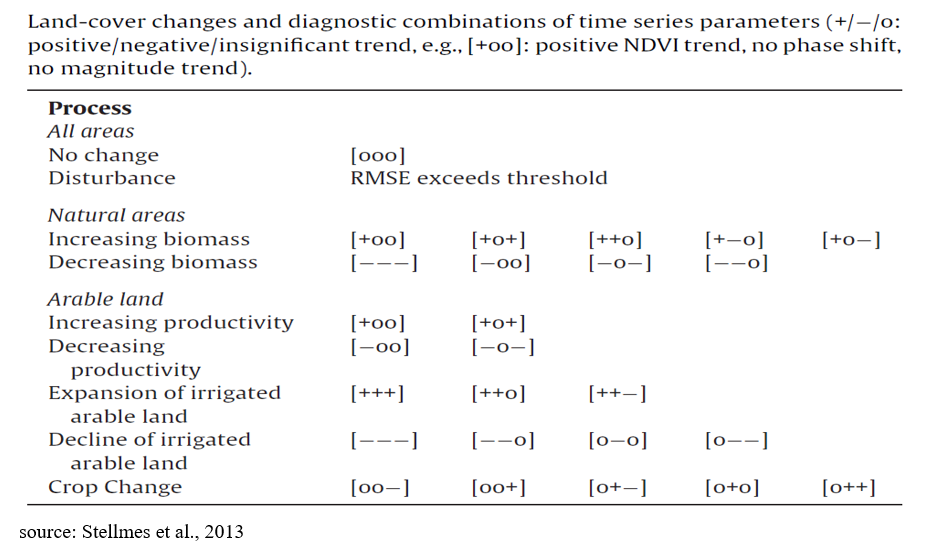 Land-cover changes and diagnostic combinations of time series parameters (+/−/o:
positive/negative/insignificant trend, e.g., [+oo]: positive NDVI trend, no phase shift,
no magnitude trend).
Process
All areas
No change [ooo]
Disturbance RMSE exceeds threshold
Natural areas
Increasing biomass [+oo] [+o+] [++o] [+−o] [+o−]
Decreasing biomass [−−−] [−oo] [−o−] [−−o]
Arable land
Increasing productivity [+oo] [+o+]
Decreasing [−oo] [−o−]
productivity
Expansion of irrigated [+++] [++o] [++−]
arable land
Decline of irrigated [−−−] [−−o] [o−o] [o−−]
arable land
Crop Change [oo−] [oo+] [o+−] [o+o] [o++]
source: Stellmes et al., 2013